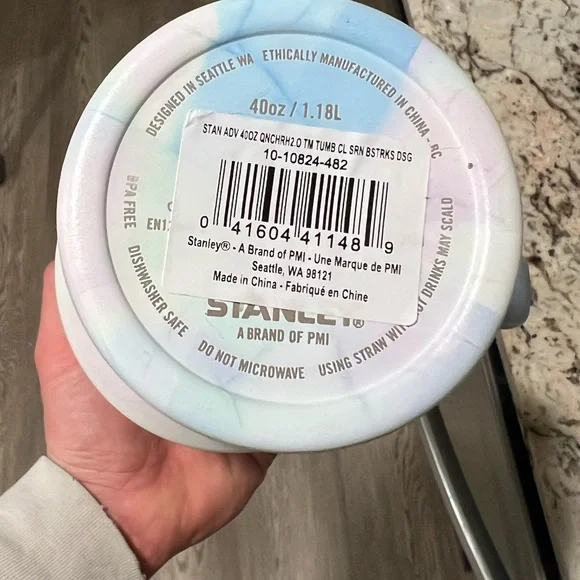 DESIGNED IN SEATTLE WA ETHICALLY MANUFACTURED IN CHINA - RC
40oz / 1.18L
STAN ADV 40OZ QNCHRH2.O TM TUMB CL SRN BSTRKS DSG
10-10824-482
0 41604 41148 9
Stanley® - A Brand of PMI - Une Marque de PMI
Seattle, WA 98121
Made in China - Fabriqué en Chine
BPA FREE
STANLEY®
A BRAND OF PMI
DISHWASHER SAFE
DO NOT MICROWAVE
USING STRAW DRINKS MAY SCALD